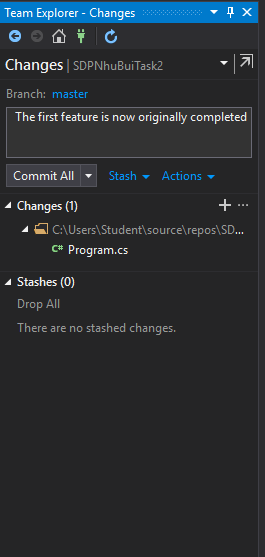 Team Explorer - Changes
Changes | SDPNhuBuiTask2
Branch: master
The first feature is now originally completed
Commit All Stash Actions
Changes (1)
C:\Users\Student\source\repos\SD...
C# Program.cs
Stashes (0)
Drop All
There are no stashed changes.